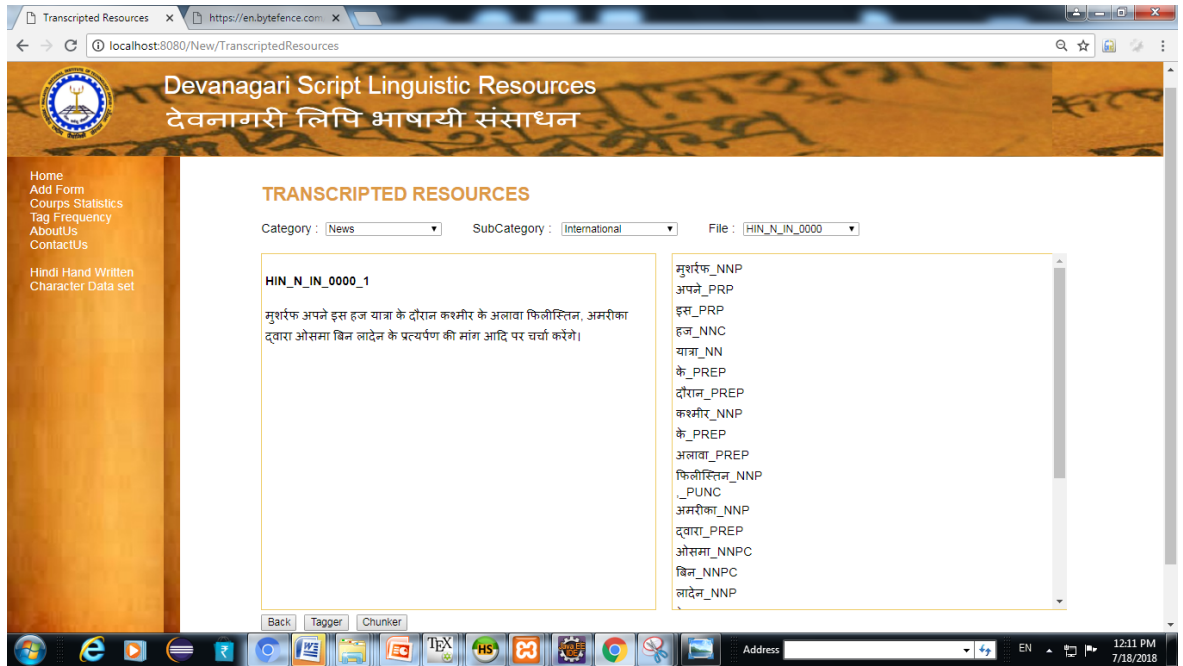 Transcripted Resources
https://en.bytefence.com
localhost:8080/New/TranscriptedResources
Devanagari Script Linguistic Resources
देवनागरी लिपि भाषायी संसाधन
Home
Add Form
Courps Statistics
Tag Frequency
AboutUs
ContactUs
Hindi Hand Written
Character Data set
TRANSCRIPTED RESOURCES
Category : News SubCategory : International File : HIN_N_IN_0000
HIN_N_IN_0000_1
मुशर्रफ अपने इस हज यात्रा के दौरान कश्मीर के अलावा फिलीस्तिन, अमरीका
द्वारा ओसमा बिन लादेन के प्रत्यर्पण की मांग आदि पर चर्चा करेंगे।
मुशर्रफ_NNP
अपने_PRP
इस_PRP
हज_NNC
यात्रा_NN
के_PREP
दौरान_PREP
कश्मीर_NNP
के_PREP
अलावा_PREP
फिलीस्तिन_NNP
,_PUNC
अमरीका_NNP
द्वारा_PREP
ओसमा_NNPC
बिन_NNPC
लादेन_NNP
Back Tagger Chunker
Address
EN
12:11 PM
7/18/2018